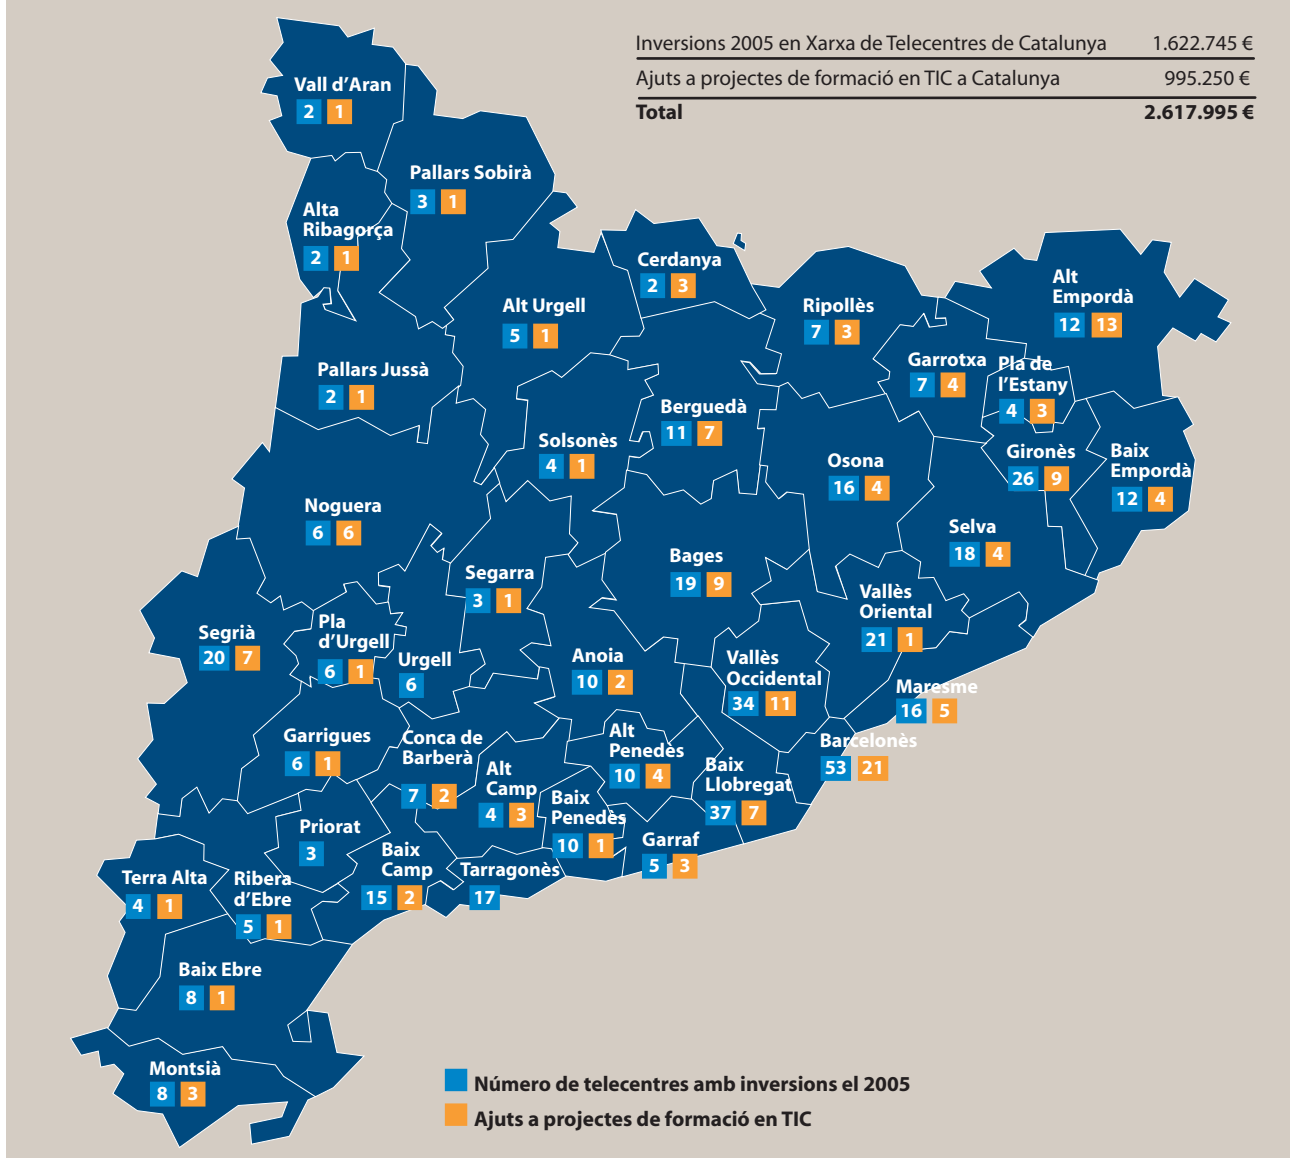 Inversions 2005 en Xarxa de Telecentres de Catalunya 1.622.745 €
Ajuts a projectes de formació en TIC a Catalunya 995.250 €
Total 2.617.995 €
Vall d’Aran
2 1
Pallars Sobirà
3 1
Alta
Ribagorça
2 1
Cerdanya
2 3
Alt Urgell
5 1
Ripollès
7 3
Alt
Empordà
12 13
Garrotxa
7 4
Pla de
l’Estany
4 3
Pallars Jussà
2 1
Berguedà
11 7
Solsonès
4 1
Osona
16 4
Gironès
26 9
Baix
Empordà
12 4
Noguera
6 6
Selva
18 4
Bages
19 9
Segarra
3 1
Vallès
Oriental
21 1
Segrià
20 7
Pla
d’Urgell
6 1
Urgell
6
Anoia
10 2
Vallès
Occidental
34 11
Maresme
16 5
Garrigues
6 1
Conca de
Barberà
7 2
Alt
Penedès
10 4
Barcelonès
53 21
Alt
Camp
4 3
Baix
Llobregat
37 7
Baix
Penedès
10 1
Priorat
3
Garraf
5 3
Baix
Camp
15 2
Tarragonès
17
Terra Alta
4 1
Ribera
d’Ebre
5 1
Baix Ebre
8 1
Montsià
8 3
Número de telecentres amb inversions el 2005
Ajuts a projectes de formació en TIC